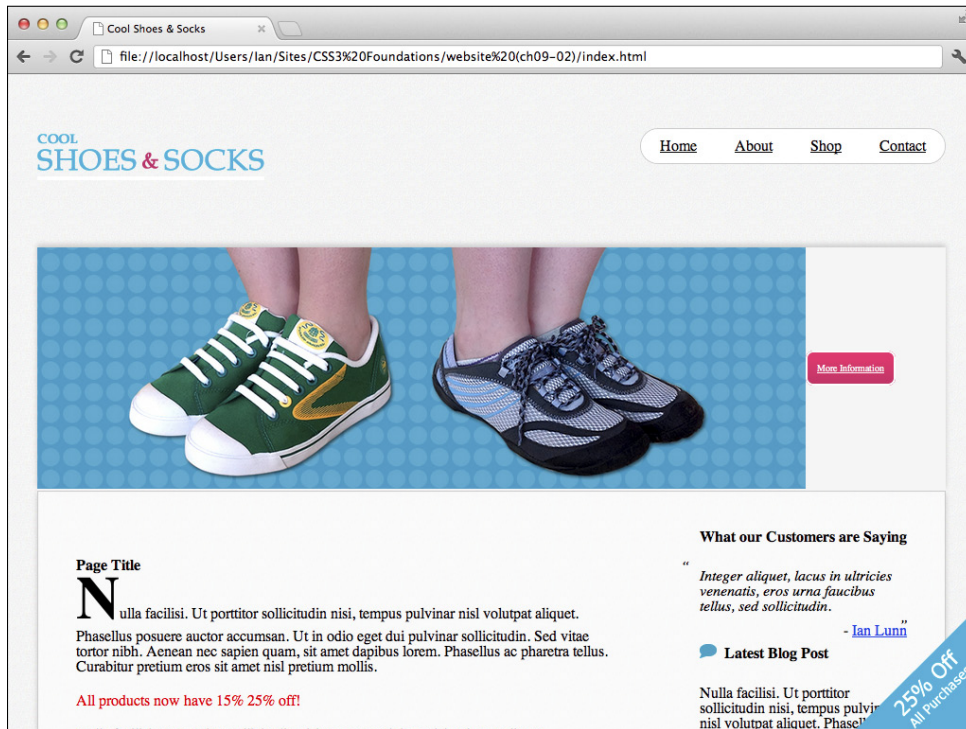 Cool Shoes & Socks
file://localhost/Users/Ian/Sites/CSS3%20Foundations/website%20(ch09-02)/index.html
COOL
SHOES & SOCKS
Home About Shop Contact
More Information
What our Customers are Saying
“
Integer aliquet, lacus in ultricies
venenatis, eros urna faucibus
tellus, sed sollicitudin.
”
- Ian Lunn
Page Title
Nulla facilisi. Ut porttitor sollicitudin nisi, tempus pulvinar nisl volutpat aliquet.
Phasellus posuere auctor accumsan. Ut in odio eget dui pulvinar sollicitudin. Sed vitae
tortor nibh. Aenean nec sapien quam, sit amet dapibus lorem. Phasellus ac pharetra tellus.
Curabitur pretium eros sit amet nisl pretium mollis.
All products now have 15% 25% off!
Latest Blog Post
Nulla facilisi. Ut porttitor
sollicitudin nisi, tempus
nisl volutpat aliquet.
25% Off
All Purchases